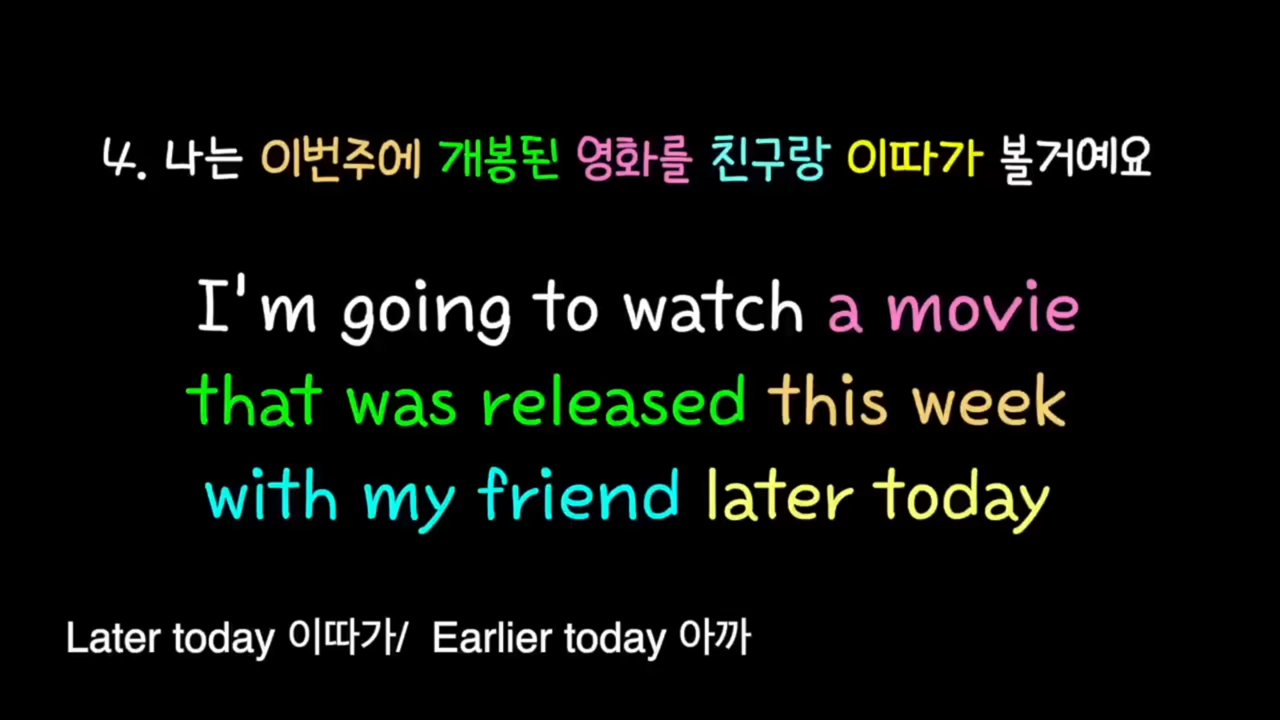 4. 나는 이번주에 개봉된 영화를 친구랑 이따가 볼거예요
I'm going to watch a movie
that was released this week
with my friend later today
Later today 이따가/ Earlier today 아까